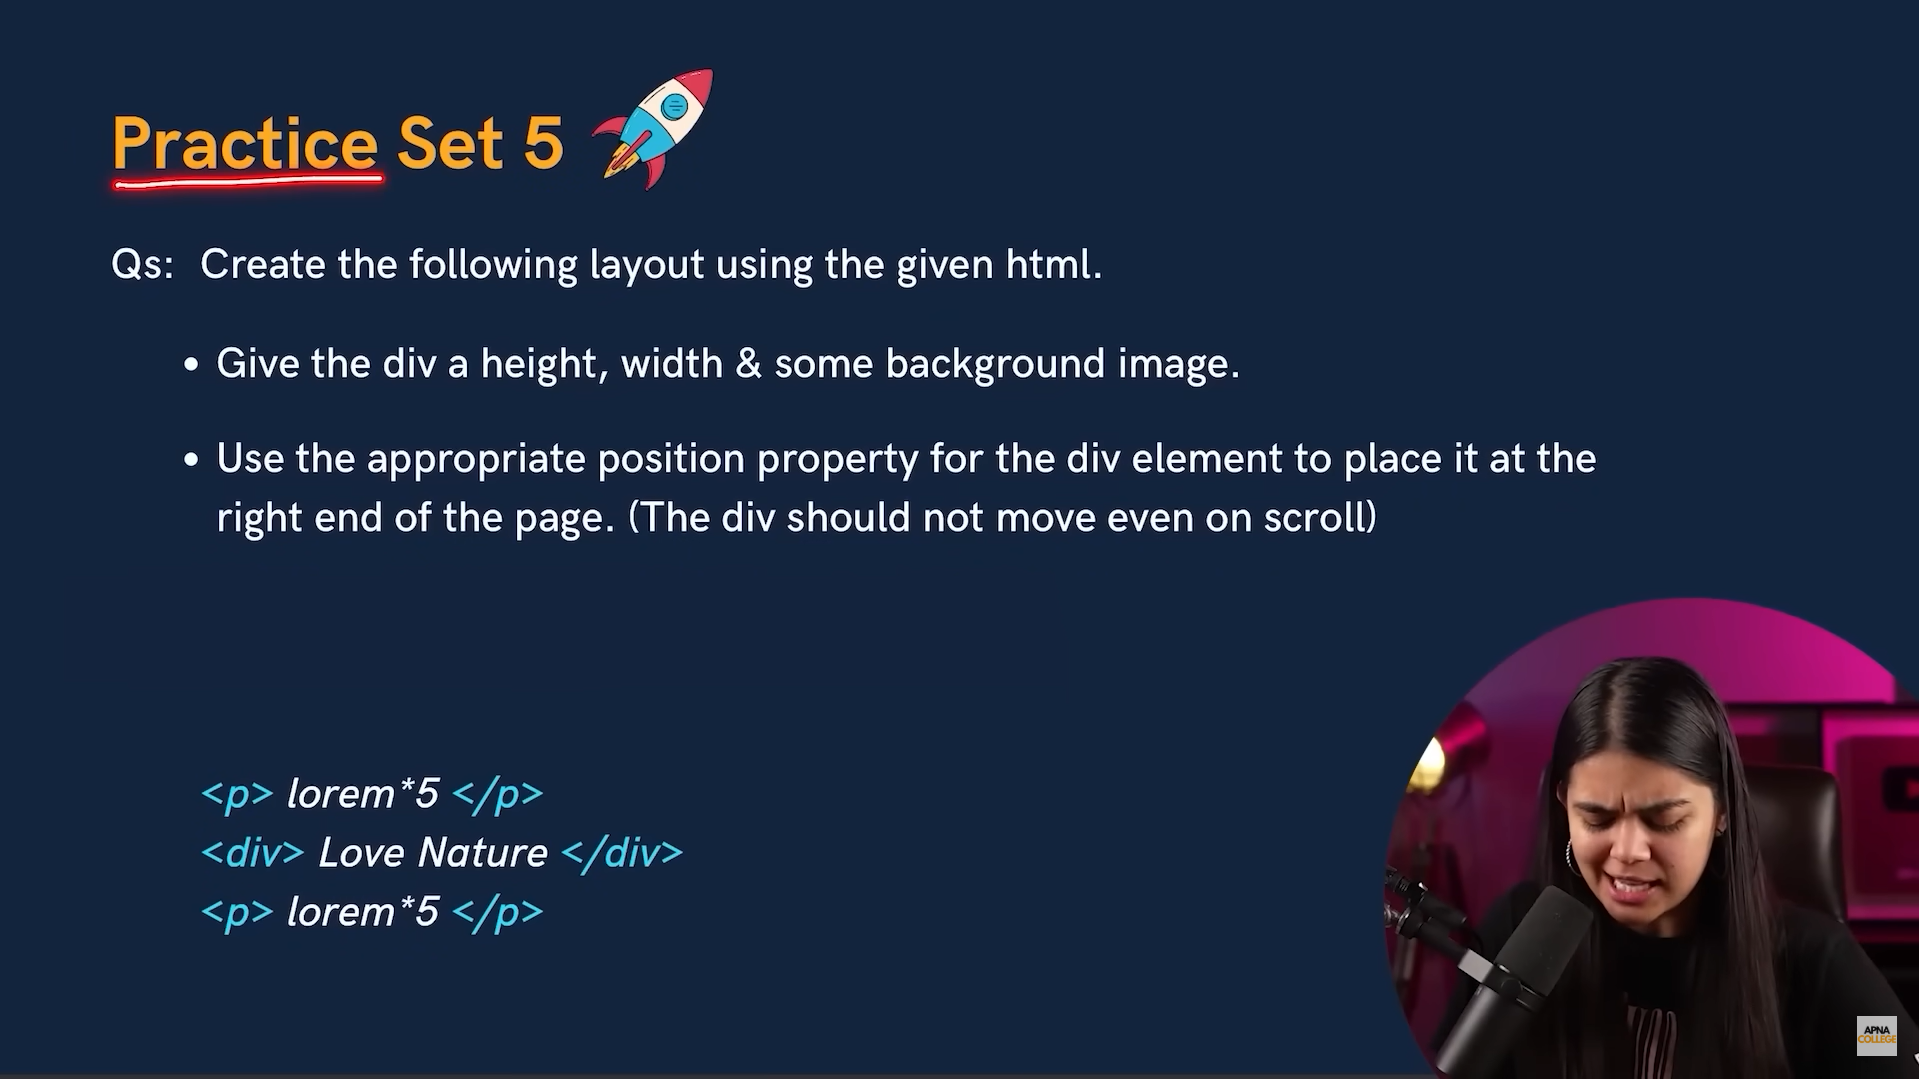 Practice Set 5
Qs: Create the following layout using the given html.
• Give the div a height, width & some background image.
• Use the appropriate position property for the div element to place it at the
right end of the page. (The div should not move even on scroll)
<p> lorem*5 </p>
<div> Love Nature </div>
<p> lorem*5 </p>
APNA
COLLEGE